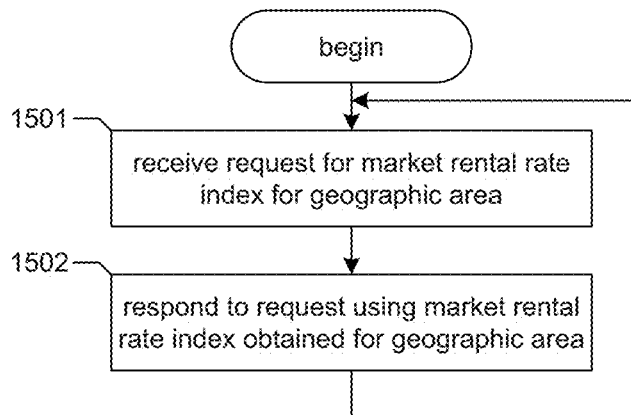 begin
1501
receive request for market rental rate
index for geographic area
1502
respond to request using market rental
rate index obtained for geographic area